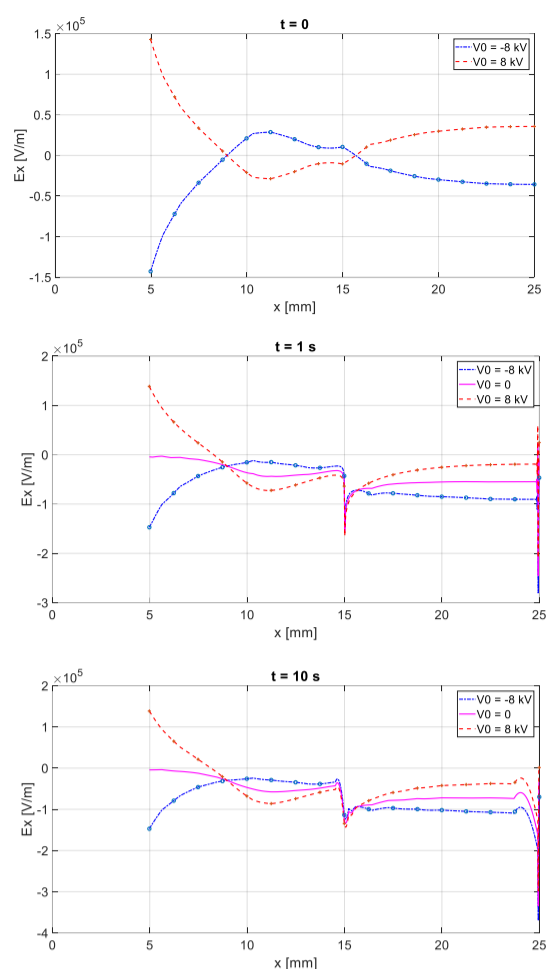 t = 0
×10^5
1.5
1
0.5
0
-0.5
-1
-1.5
Ex [V/m]
V0 = -8 kV
V0 = 8 kV
0 5 10 15 20 25
x [mm]
t = 1 s
×10^5
2
1
0
-1
-2
-3
Ex [V/m]
V0 = -8 kV
V0 = 0
V0 = 8 kV
0 5 10 15 20 25
x [mm]
t = 10 s
×10^5
2
1
0
-1
-2
-3
-4
Ex [V/m]
V0 = -8 kV
V0 = 0
V0 = 8 kV
0 5 10 15 20 25
x [mm]